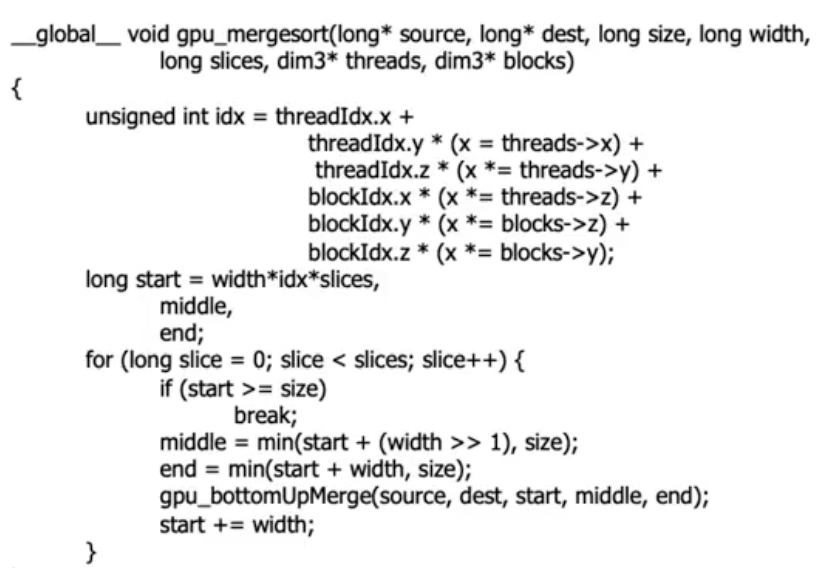 __global__ void gpu_mergesort(long* source, long* dest, long size, long width,
long slices, dim3* threads, dim3* blocks)
{
unsigned int idx = threadIdx.x +
threadIdx.y * (x = threads->x) +
threadIdx.z * (x *= threads->y) +
blockIdx.x * (x *= threads->z) +
blockIdx.y * (x *= blocks->z) +
blockIdx.z * (x *= blocks->y);
long start = width*idx*slices,
middle,
end;
for (long slice = 0; slice < slices; slice++) {
if (start >= size)
break;
middle = min(start + (width >> 1), size);
end = min(start + width, size);
gpu_bottomUpMerge(source, dest, start, middle, end);
start += width;
}